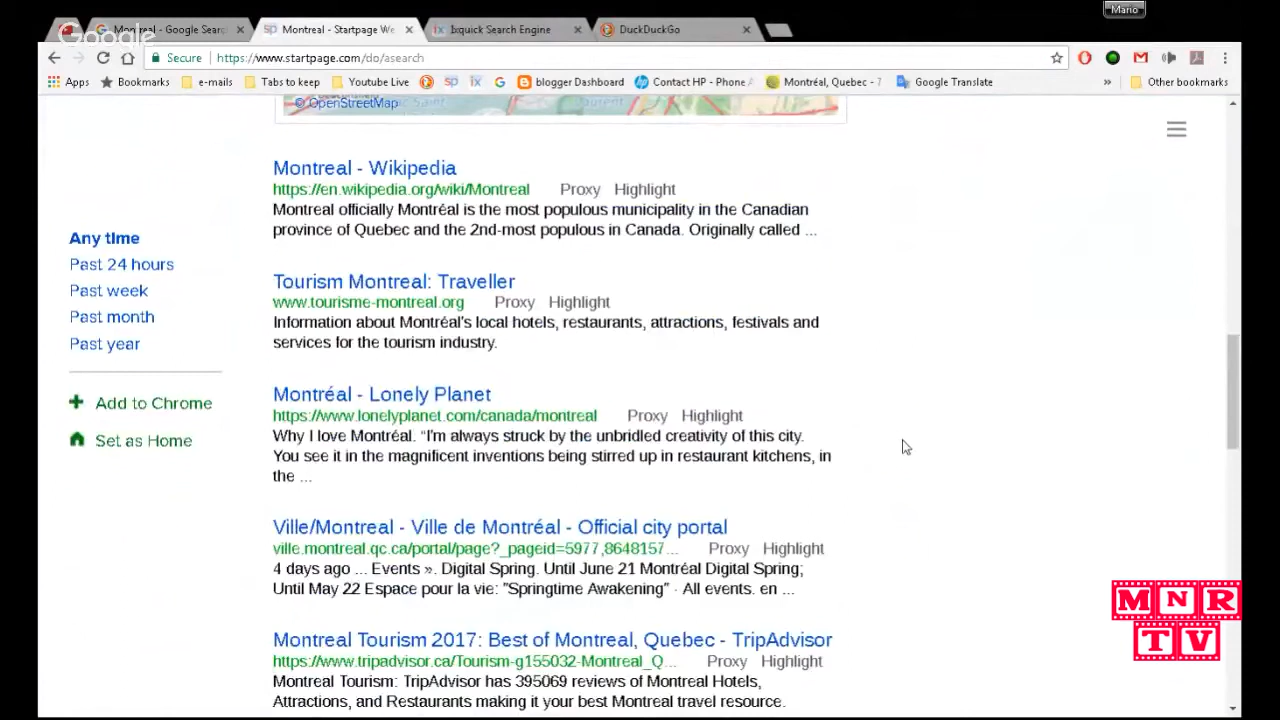 Mario
Google
Montreal - Google Sear
Montreal - Startpage We
Ixquick Search Engine
DuckDuckGo
Secure
https://www.startpage.com/do/asearch
Apps
Bookmarks
e-mails
Tabs to keep
Youtube Live
blogger Dashboard
Contact HP - Phone
Montréal, Quebec - 7
Google Translate
»
Other bookmarks
© OpenStreetMap
Any time
Past 24 hours
Past week
Past month
Past year
Add to Chrome
Set as Home
Montreal - Wikipedia
https://en.wikipedia.org/wiki/Montreal Proxy Highlight
Montreal officially Montréal is the most populous municipality in the Canadian
province of Quebec and the 2nd-most populous in Canada. Originally called ...
Tourism Montreal: Traveller
www.tourisme-montreal.org Proxy Highlight
Information about Montréal's local hotels, restaurants, attractions, festivals and
services for the tourism industry.
Montréal - Lonely Planet
https://www.lonelyplanet.com/canada/montreal Proxy Highlight
Why I love Montréal. "I'm always struck by the unbridled creativity of this city.
You see it in the magnificent inventions being stirred up in restaurant kitchens, in
the ...
Ville/Montreal - Ville de Montréal - Official city portal
ville.montreal.qc.ca/portal/page?_pageid=5977,8648157... Proxy Highlight
4 days ago ... Events ». Digital Spring. Until June 21 Montréal Digital Spring;
Until May 22 Espace pour la vie: "Springtime Awakening" · All events. en ...
Montreal Tourism 2017: Best of Montreal, Quebec - TripAdvisor
https://www.tripadvisor.ca/Tourism-g155032-Montreal_Q... Proxy Highlight
Montreal Tourism: TripAdvisor has 395069 reviews of Montreal Hotels,
Attractions, and Restaurants making it your best Montreal travel resource.
MNR
TV